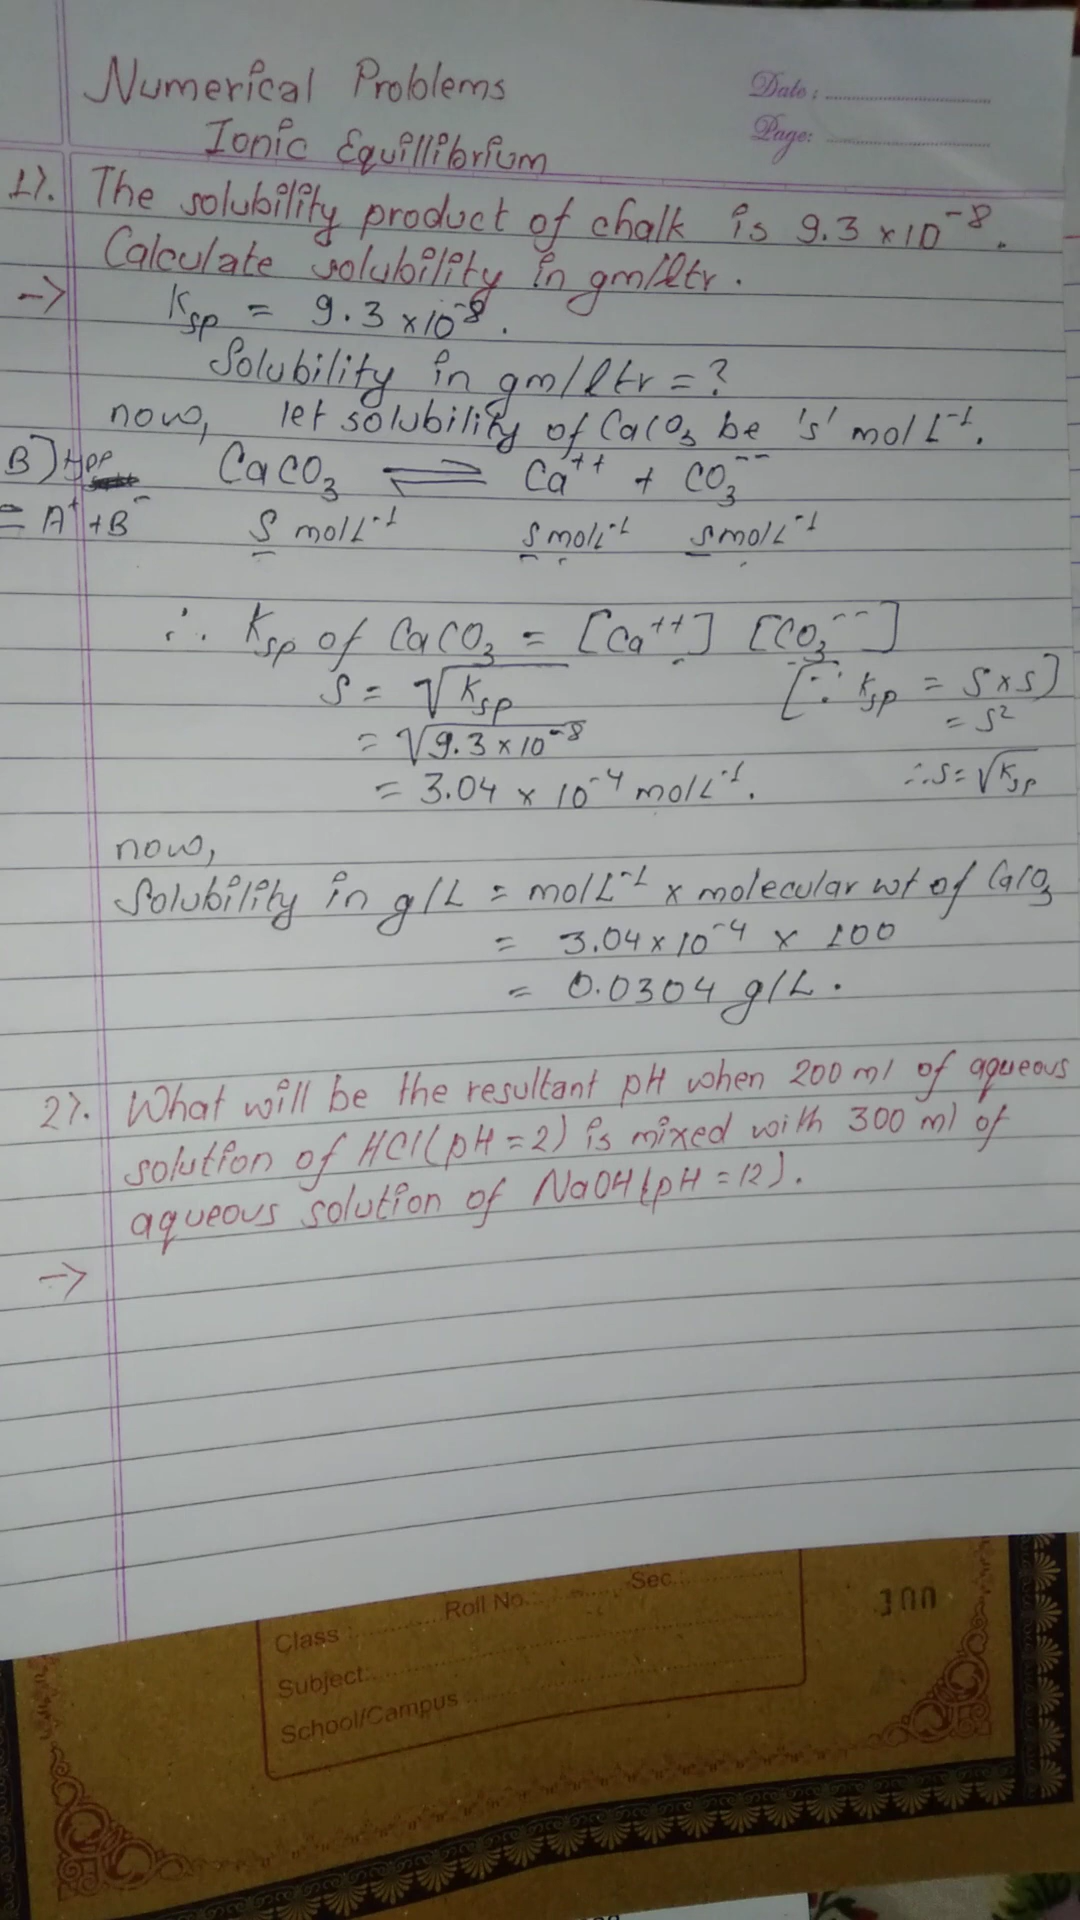 Numerical Problems
Date:
Ionic Equillibrium
Page:
1). The solubility product of chalk is 9.3 × 10⁻⁸.
Calculate solubility in gm/ltr.
→ Ksp = 9.3 × 10⁻⁸.
Solubility in gm/ltr = ?
now, let solubility of CaCO₃ be 's' mol L⁻¹.
B) type CaCO₃ ⇌ Ca⁺⁺ + CO₃⁻⁻
= A⁺ + B⁻ S mol L⁻¹ S mol L⁻¹ S mol L⁻¹
∴ Ksp of CaCO₃ = [Ca⁺⁺] [CO₃⁻⁻]
S = √Ksp [∵ Ksp = S × S]
= S²
= √9.3 × 10⁻⁸
∴ S = √Ksp
= 3.04 × 10⁻⁴ mol L⁻¹.
now,
Solubility in g/L = mol L⁻¹ × molecular wt of CaCO₃
= 3.04 × 10⁻⁴ × 100
= 0.0304 g/L.
2). What will be the resultant pH when 200 ml of aqueous
solution of HCl (pH = 2) is mixed with 300 ml of
aqueous solution of NaOH (pH = 12).
→
Class : Roll No.: Sec.:
Subject:
School/Campus
100